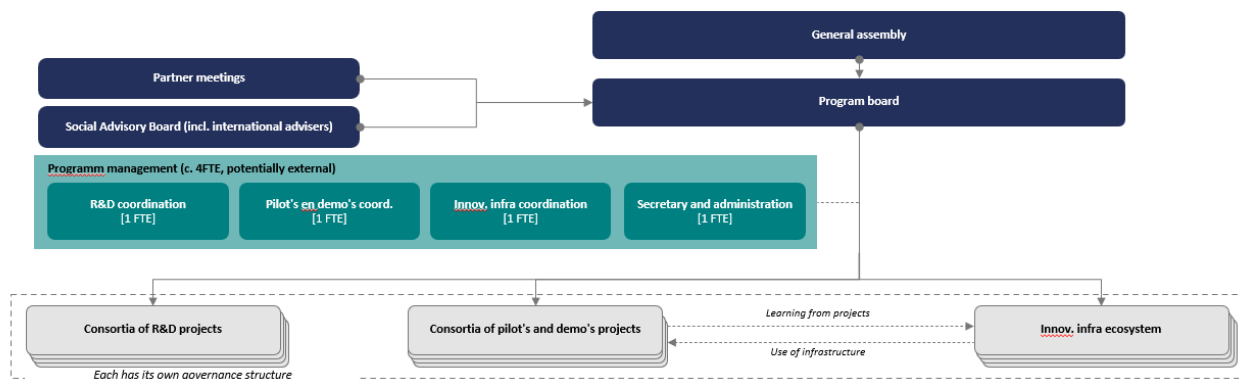 General assembly
Partner meetings
Program board
Social Advisory Board (incl. international advisers)
Programm management (c. 4FTE, potentially external)
R&D coordination
[1 FTE]
Pilot's en demo's coord.
[1 FTE]
Innov. infra coordination
[1 FTE]
Secretary and administration
[1 FTE]
Consortia of R&D projects
Consortia of pilot's and demo's projects
Learning from projects
Use of infrastructure
Innov. infra ecosystem
Each has its own governance structure